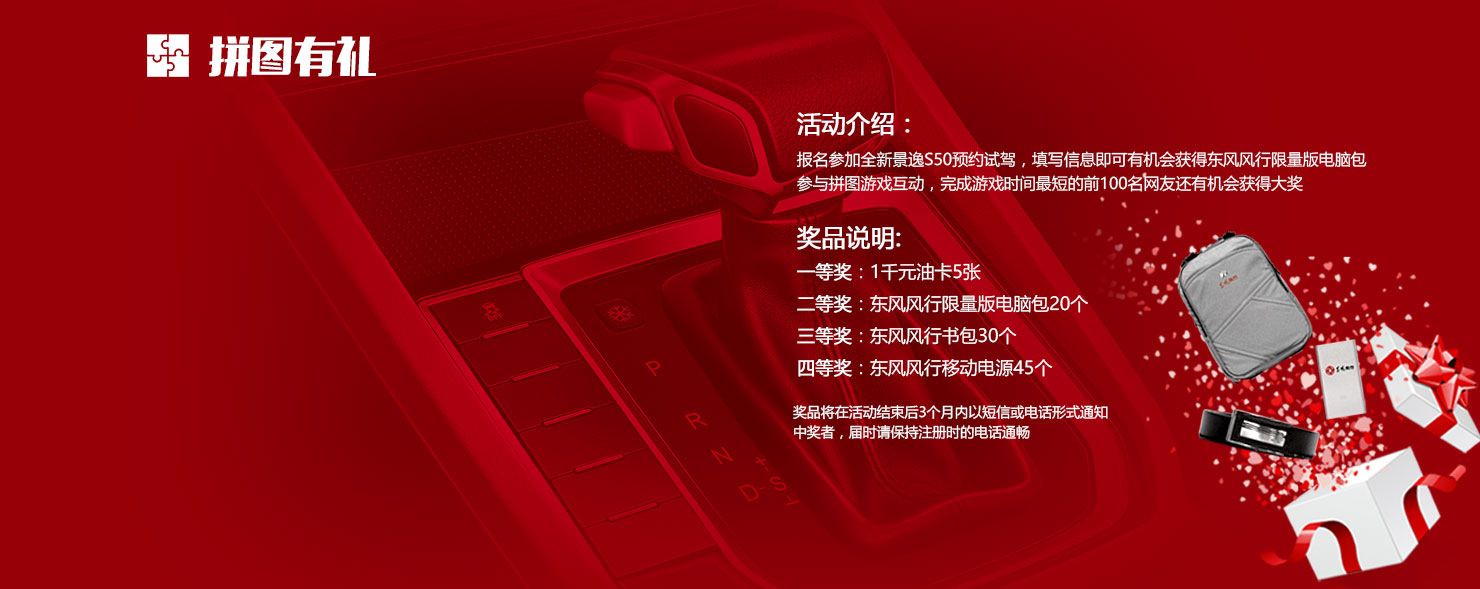 拼图有礼
活动介绍：
报名参加全新景逸S50预约试驾，填写信息即可有机会获得东风风行限量版电脑包
参与拼图游戏互动，完成游戏时间最短的前100名网友还有机会获得大奖
奖品说明:
一等奖：1千元油卡5张
二等奖：东风风行限量版电脑包20个
三等奖：东风风行书包30个
四等奖：东风风行移动电源45个
奖品将在活动结束后3个月内以短信或电话形式通知
中奖者，届时请保持注册时的电话通畅
P
R
N
D
+
S
-